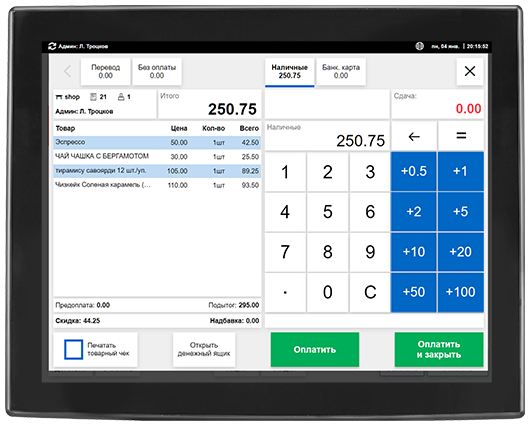 Админ: Л. Троцков
пн, 04 янв. | 20:15:52
Перевод 0.00
Без оплаты 0.00
Наличные 250.75
Банк. карта 0.00
shop 21 1
Админ: Л. Троцков
Итого
250.75
Сдача:
0.00
Товар Цена Кол-во Всего
Эспрессо 50.00 1шт 42.50
ЧАЙ ЧАШКА С БЕРГАМОТОМ 30.00 1шт 25.50
тирамису савоярди 12 шт./уп. 105.00 1шт 89.25
Чизкейк Соленая карамель (... 110.00 1шт 93.50
Наличные
250.75
← =
1 2 3 +0.5 +1
4 5 6 +2 +5
7 8 9 +10 +20
. 0 C +50 +100
Предоплата: 0.00 Подытог: 295.00
Скидка: 44.25 Надбавка: 0.00
Печатать
товарный чек
Открыть
денежный ящик
Оплатить
Оплатить
и закрыть